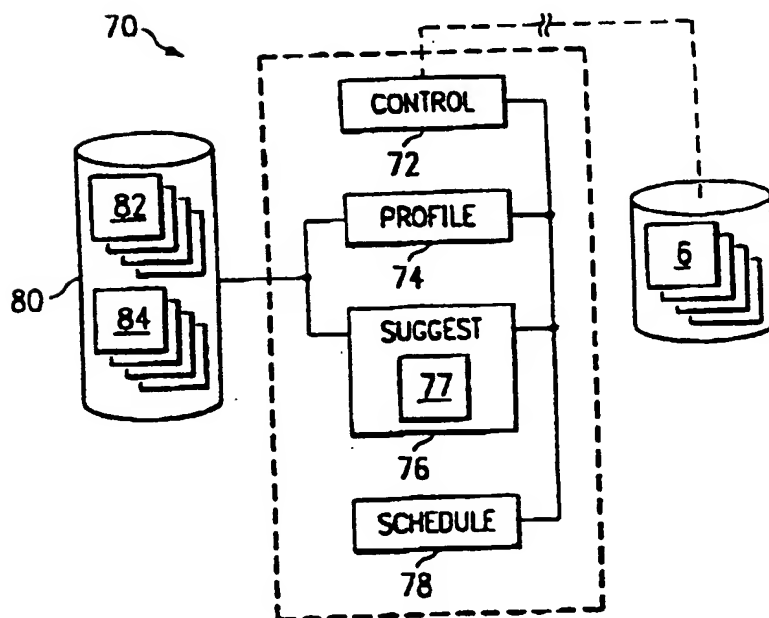 70
CONTROL
72
82
PROFILE
6
74
80
84
SUGGEST
77
76
SCHEDULE
78